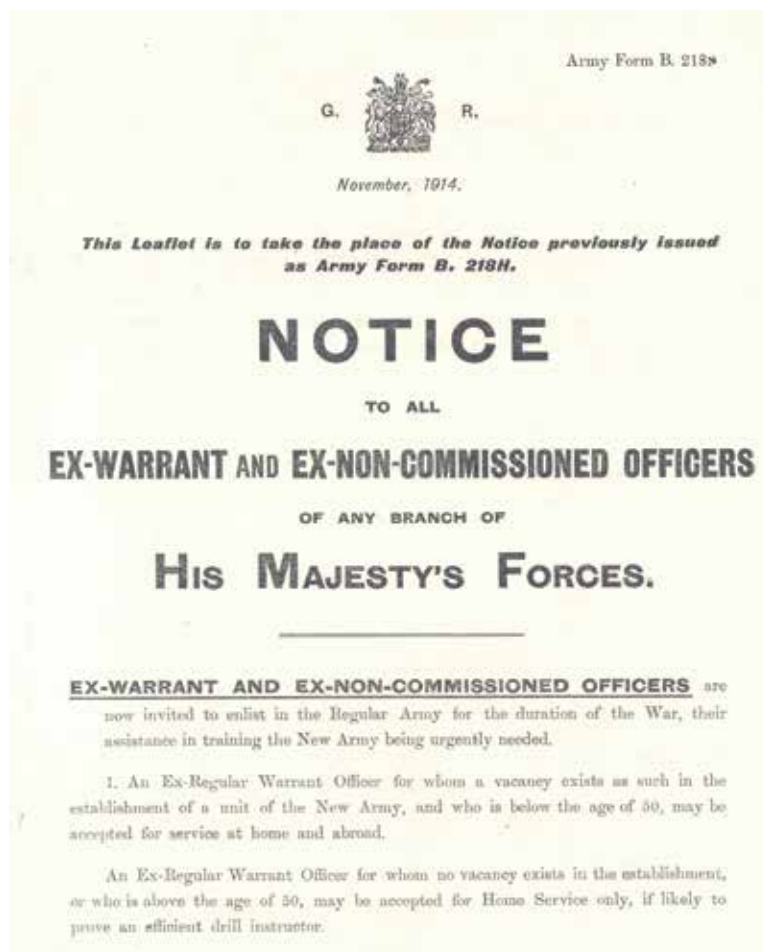 Army Form B. 218
G. R.
November, 1914.
This Leaflet is to take the place of the Notice previously issued
as Army Form B. 218H.
NOTICE
TO ALL
EX-WARRANT AND EX-NON-COMMISSIONED OFFICERS
OF ANY BRANCH OF
HIS MAJESTY'S FORCES.
EX-WARRANT AND EX-NON-COMMISSIONED OFFICERS are
now invited to enlist in the Regular Army for the duration of the War, their
assistance in training the New Army being urgently needed.
1. An Ex-Regular Warrant Officer for whom a vacancy exists as such in the
establishment of a unit of the New Army, and who is below the age of 50, may be
accepted for service at home and abroad.
An Ex-Regular Warrant Officer for whom no vacancy exists in the establishment,
or who is above the age of 50, may be accepted for Home Service only, if likely to
prove an efficient drill instructor.